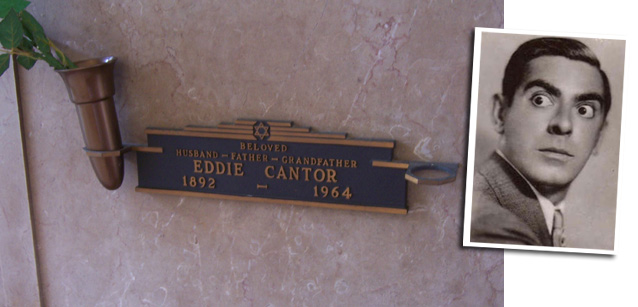 BELOVED
HUSBAND – FATHER – GRANDFATHER
EDDIE CANTOR
1892 – 1964